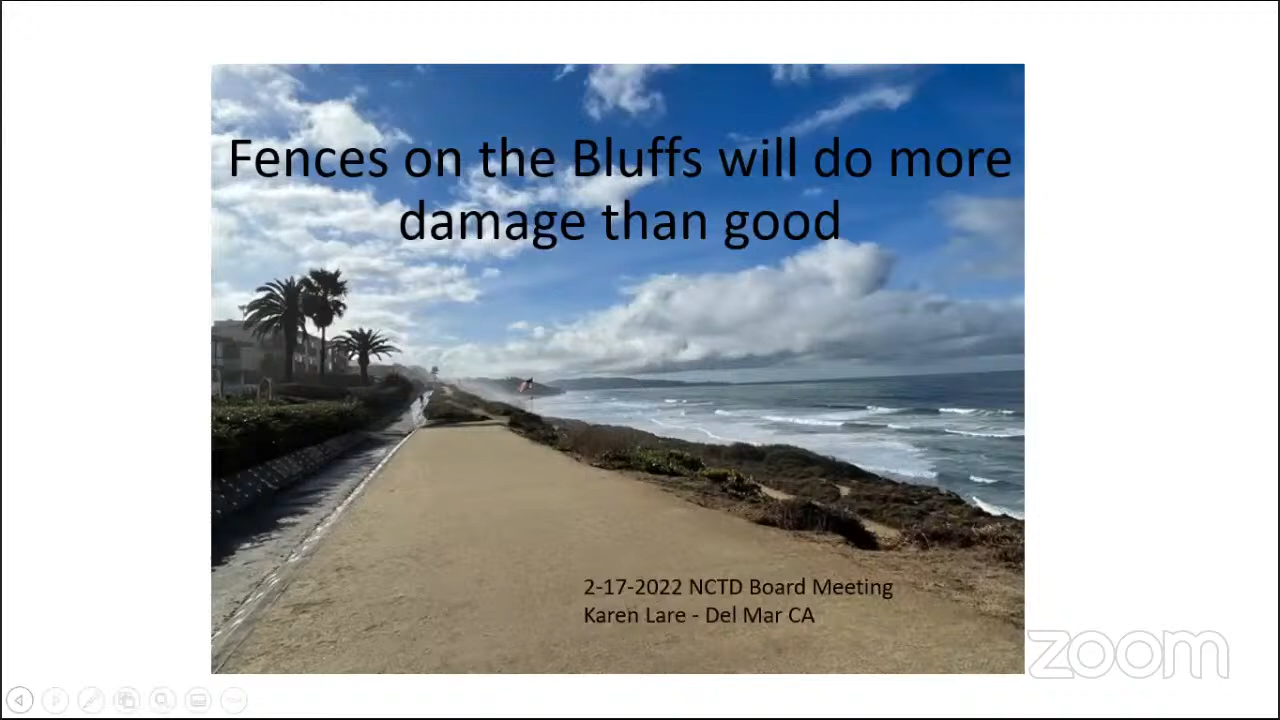 Fences on the Bluffs will do more
damage than good
2-17-2022 NCTD Board Meeting
Karen Lare - Del Mar CA
zoom